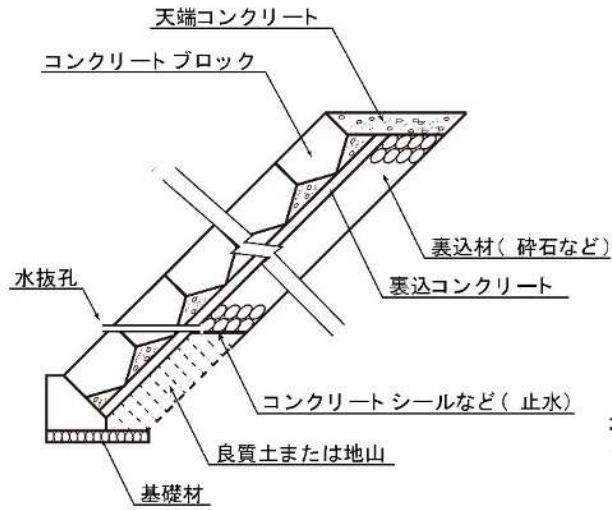 天端コンクリート
コンクリート ブロック
裏込材( 砕石など)
水抜孔
裏込コンクリート
コンクリート シールなど( 止水)
良質土または地山
基礎材